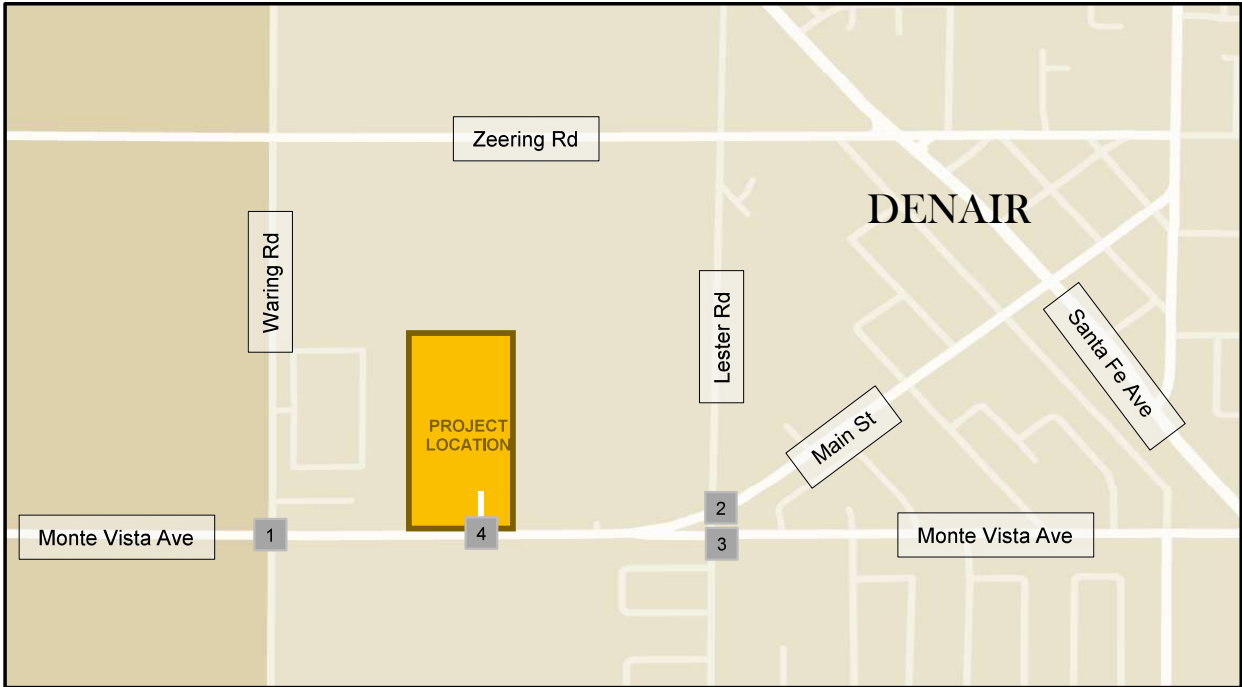 Zeering Rd
DENAIR
Waring Rd
Lester Rd
Santa Fe Ave
PROJECT
LOCATION
Main St
2
Monte Vista Ave
1
4
3
Monte Vista Ave